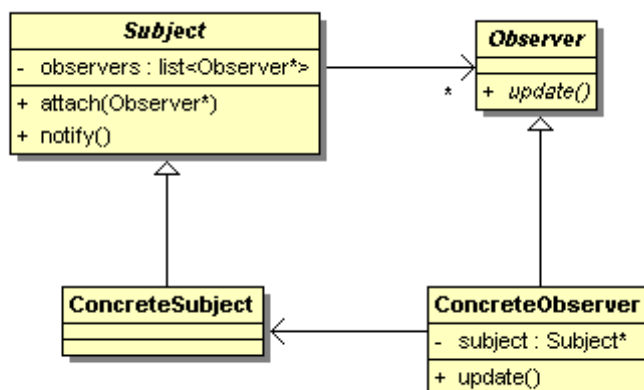 Subject
- observers : list<Observer*>
+ attach(Observer*)
+ notify()
Observer
*
+ update()
ConcreteSubject
ConcreteObserver
- subject : Subject*
+ update()